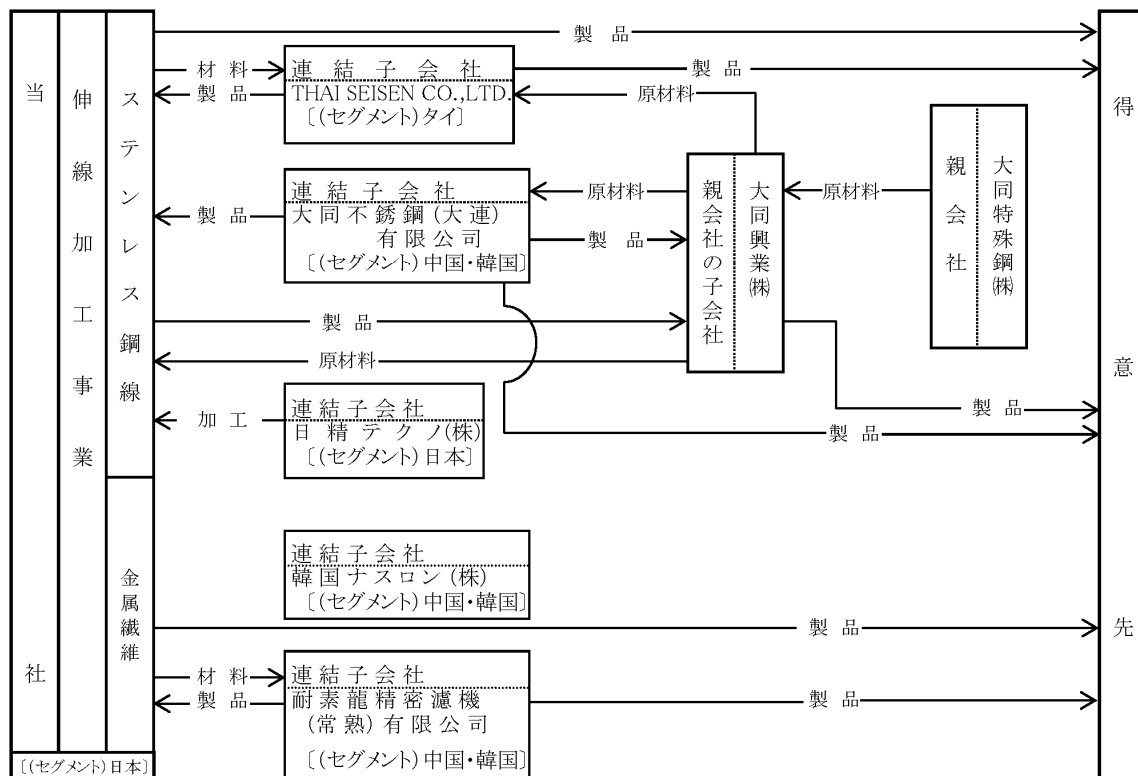 当社
伸線加工事業
ステンレス鋼線
金属繊維
〔(セグメント)日本〕
製品
材料
製品
連結子会社
THAI SEISEN CO.,LTD.
〔(セグメント)タイ〕
製品
原材料
製品
連結子会社
大同不銹鋼(大連)
有限公司
〔(セグメント)中国・韓国〕
原材料
製品
親会社の子会社
大同興業㈱
原材料
親会社
大同特殊鋼㈱
製品
原材料
加工
連結子会社
日精テクノ(株)
〔(セグメント)日本〕
製品
製品
連結子会社
韓国ナスロン(株)
〔(セグメント)中国・韓国〕
製品
材料
製品
連結子会社
耐素龍精密濾機
(常熟)有限公司
〔(セグメント)中国・韓国〕
製品
得意先